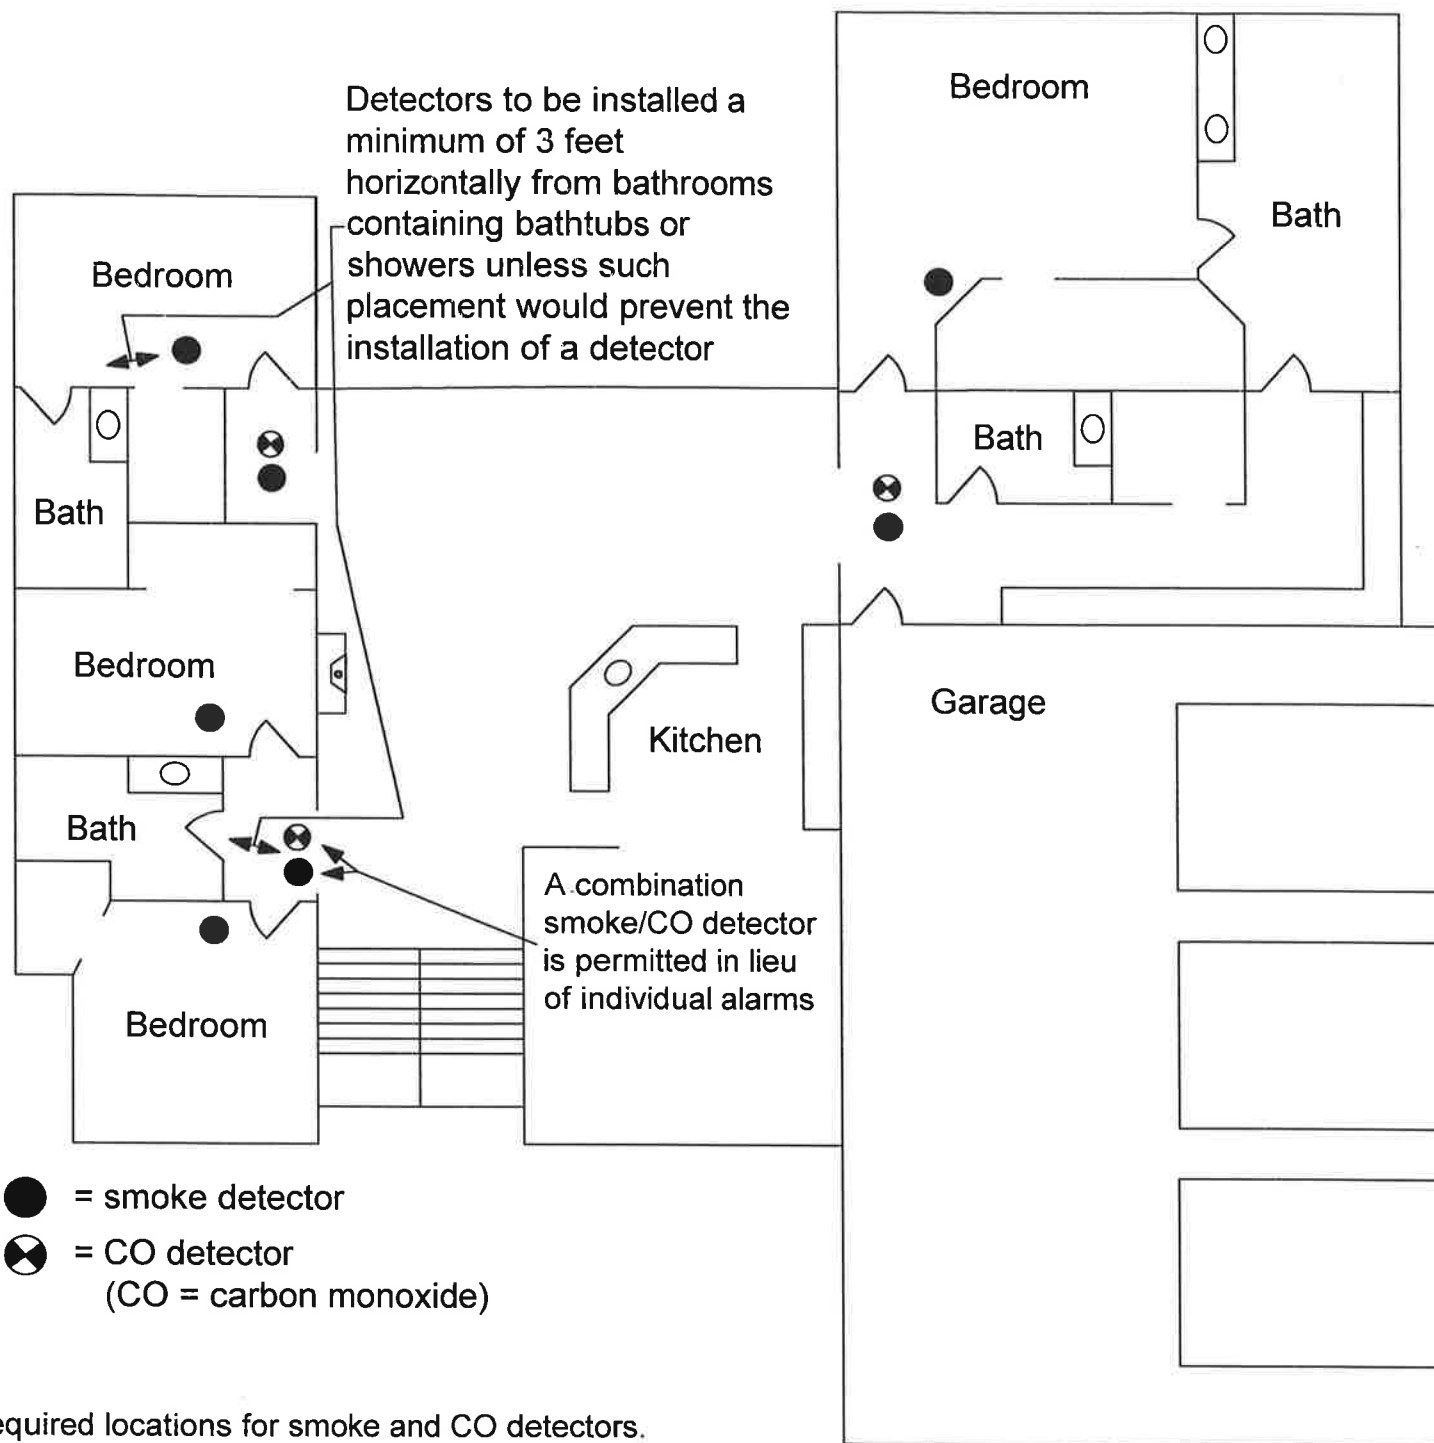 Detectors to be installed a
minimum of 3 feet
horizontally from bathrooms
containing bathtubs or
showers unless such
placement would prevent the
installation of a detector
Bedroom
Bath
Bedroom
Bath
Bath
Bedroom
Bath
Bedroom
Kitchen
Garage
A combination
smoke/CO detector
is permitted in lieu
of individual alarms
= smoke detector
= CO detector
(CO = carbon monoxide)
equired locations for smoke and CO detectors.